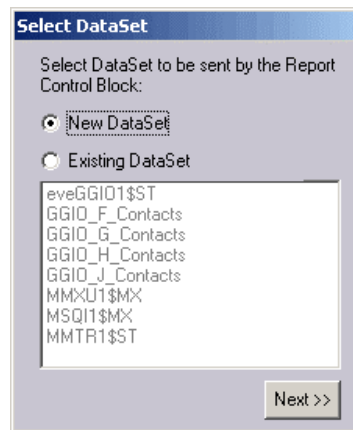 Select DataSet
Select DataSet to be sent by the Report
Control Block:
New DataSet
Existing DataSet
eveGGIO1$ST
GGIO_F_Contacts
GGIO_G_Contacts
GGIO_H_Contacts
GGIO_J_Contacts
MMXU1$MX
MSQI1$MX
MMTR1$ST
Next >>